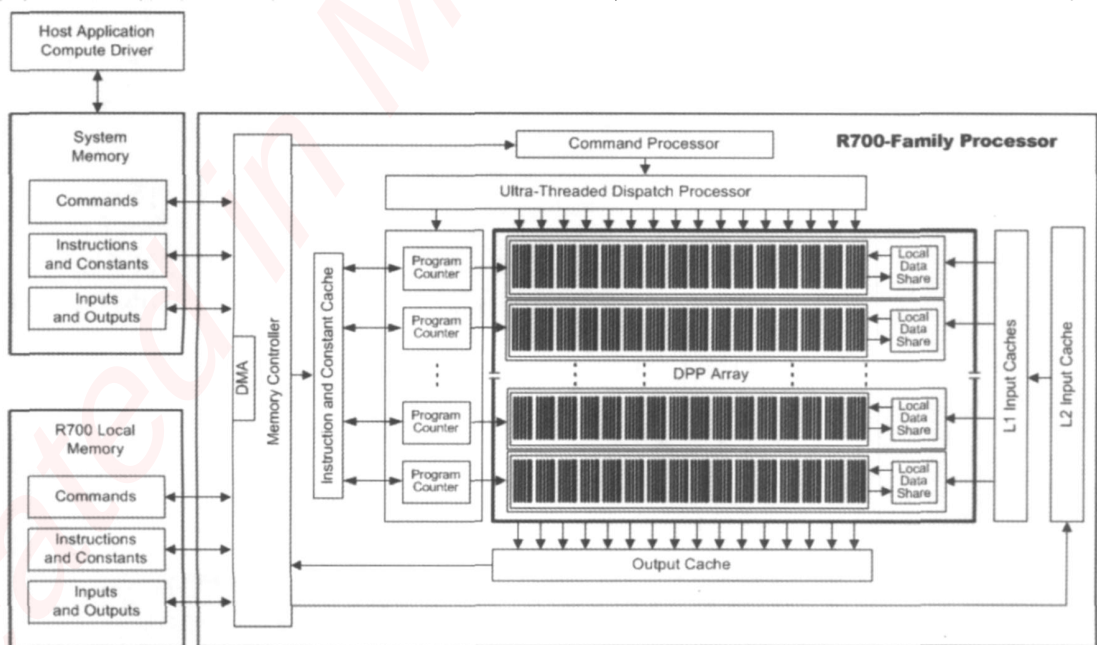 Host Application
Compute Driver
System
Memory
Commands
Instructions
and Constants
Inputs
and Outputs
R700 Local
Memory
Commands
Instructions
and Constants
Inputs
and Outputs
R700-Family Processor
Command Processor
Ultra-Threaded Dispatch Processor
DMA
Memory Controller
Instruction and Constant Cache
Program
Counter
Program
Counter
Program
Counter
Program
Counter
Local
Data
Share
Local
Data
Share
DPP Array
Local
Data
Share
Local
Data
Share
L1 Input Caches
L2 Input Cache
Output Cache